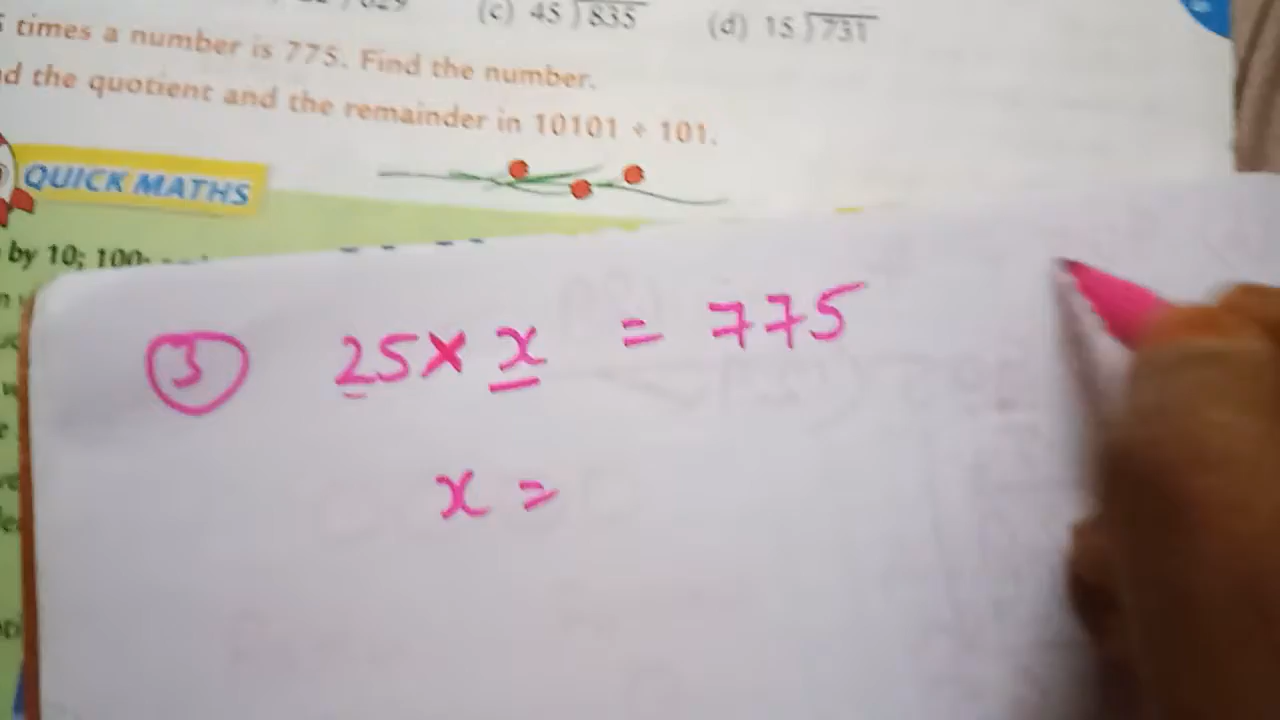 (c) 45 835 (d) 15 731
times a number is 775. Find the number.
the quotient and the remainder in 10101 ÷ 101.
QUICK MATHS
by 10; 100;
3 25 × x = 775
x =